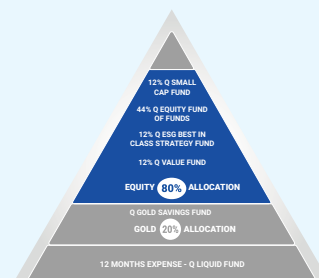 12% Q SMALL
CAP FUND
44% Q EQUITY FUND
OF FUNDS
12% Q ESG BEST IN
CLASS STRATEGY FUND
12% Q VALUE FUND
EQUITY 80% ALLOCATION
Q GOLD SAVINGS FUND
GOLD 20% ALLOCATION
12 MONTHS EXPENSE - Q LIQUID FUND